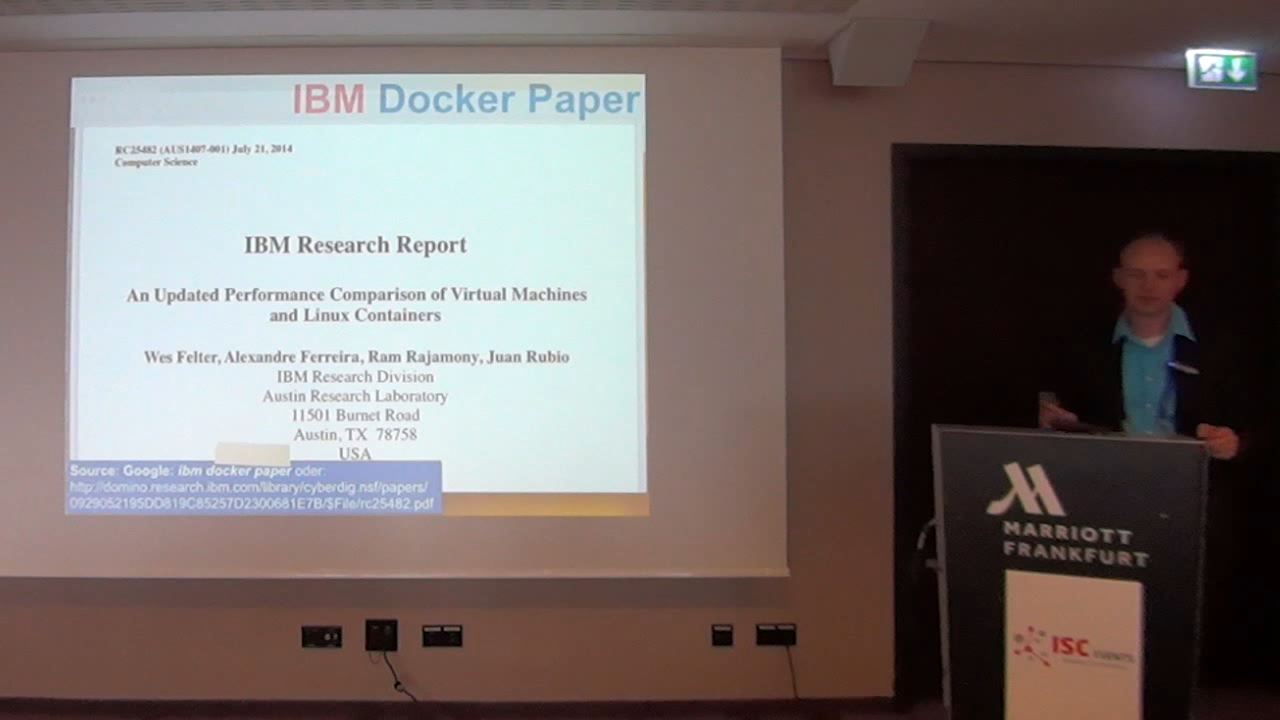 IBM Docker Paper
RC25482 (AUS1407-001) July 21, 2014
Computer Science
IBM Research Report
An Updated Performance Comparison of Virtual Machines
and Linux Containers
Wes Felter, Alexandre Ferreira, Ram Rajamony, Juan Rubio
IBM Research Division
Austin Research Laboratory
11501 Burnet Road
Austin, TX 78758
USA
Source: Google: ibm docker paper oder:
http://domino.research.ibm.com/library/cyberdig.nsf/papers/
0929052195DD819C85257D2300681E7B/$File/rc25482.pdf
MARRIOTT
FRANKFURT
ISC EVENTS